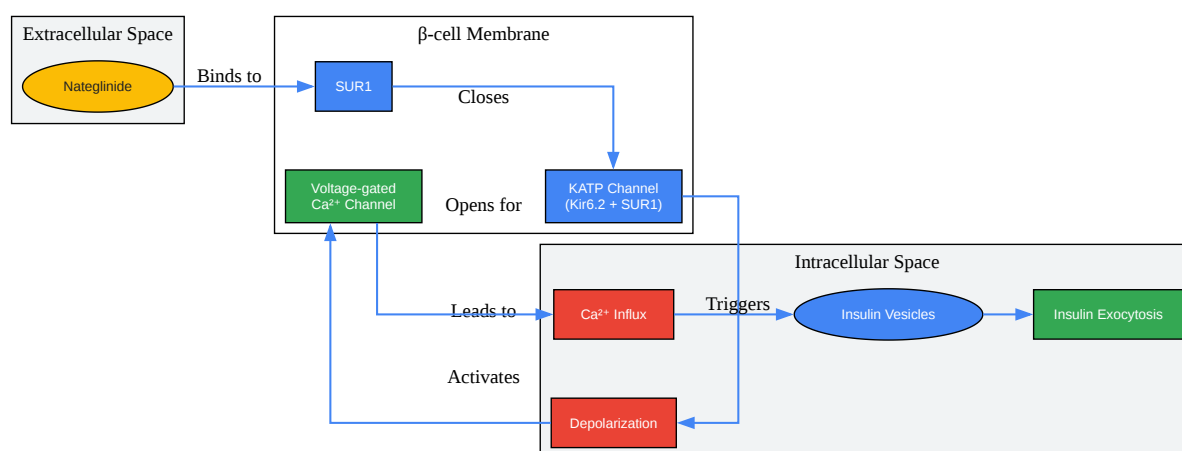 Extracellular Space
β-cell Membrane
Nateglinide
Binds to
SUR1
Closes
Voltage-gated
Ca²⁺ Channel
Opens for
KATP Channel
(Kir6.2 + SUR1)
Intracellular Space
Leads to
Ca²⁺ Influx
Triggers
Insulin Vesicles
Insulin Exocytosis
Activates
Depolarization